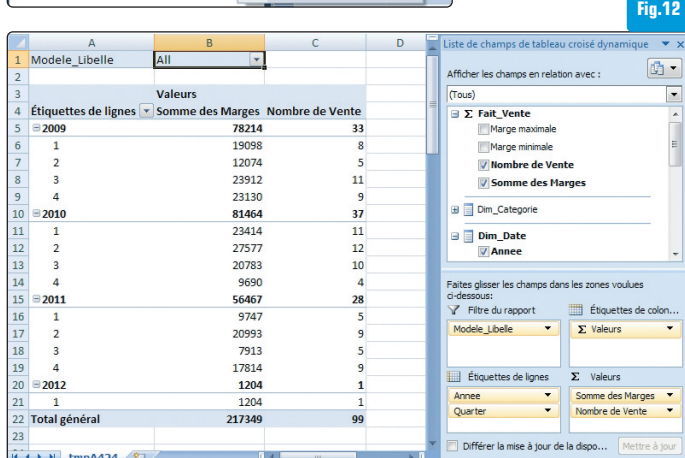 Fig.12
A B C D
1 Modele_Libelle All
2
3 Valeurs
4 Étiquettes de lignes Somme des Marges Nombre de Vente
5 2009 78214 33
6 1 19098 8
7 2 12074 5
8 3 23912 11
9 4 23130 9
10 2010 81464 37
11 1 23414 11
12 2 27577 12
13 3 20783 10
14 4 9690 4
15 2011 56467 28
16 1 9747 5
17 2 20993 9
18 3 7913 5
19 4 17814 9
20 2012 1204 1
21 1 1204 1
22 Total général 217349 99
23
tmpA424
Liste de champs de tableau croisé dynamique
Afficher les champs en relation avec :
(Tous)
Σ Fait_Vente
Marge maximale
Marge minimale
Nombre de Vente
Somme des Marges
Dim_Categorie
Dim_Date
Annee
Faites glisser les champs dans les zones voulues
ci-dessous:
Filtre du rapport Étiquettes de colon...
Modele_Libelle Σ Valeurs
Étiquettes de lignes Σ Valeurs
Annee Somme des Marges
Quarter Nombre de Vente
Différer la mise à jour de la dispo... Mettre à jour